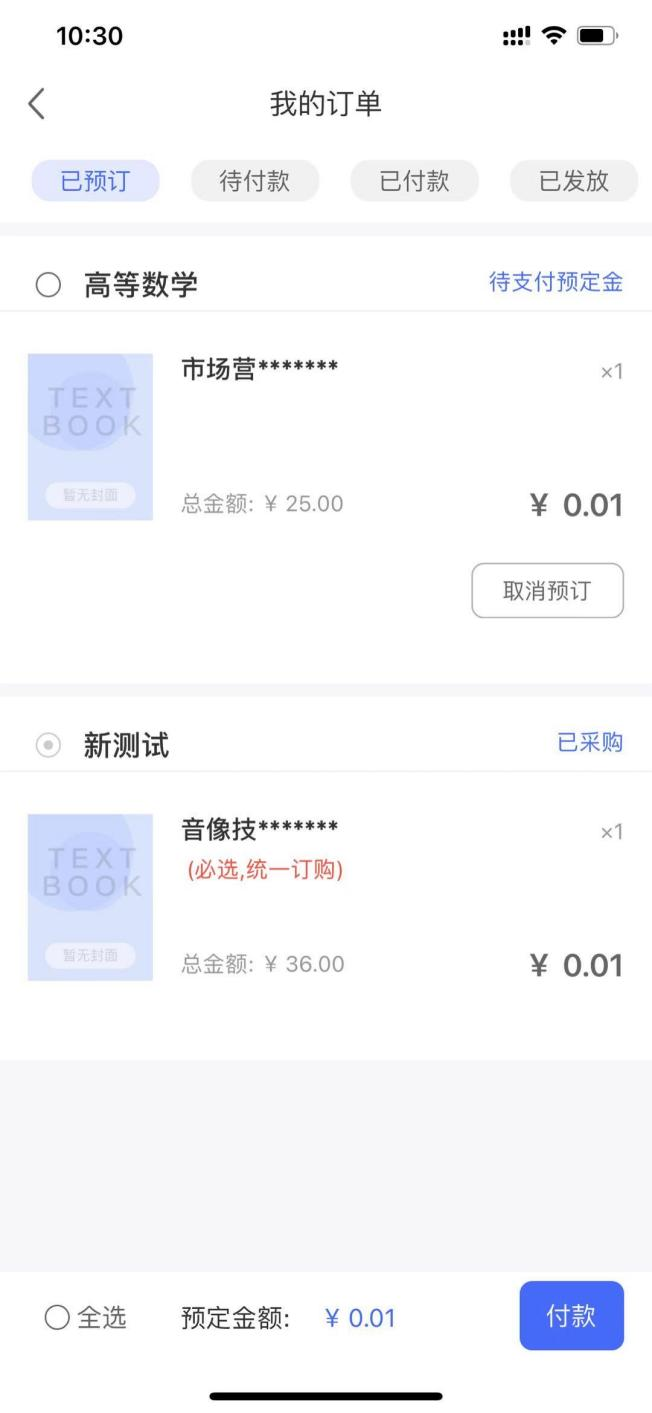 10:30
我的订单
已预订 待付款 已付款 已发放
高等数学 待支付预定金
市场营******* ×1
TEXT
BOOK
暂无封面
总金额: ¥ 25.00 ¥ 0.01
取消预订
新测试 已采购
音像技******* ×1
(必选,统一订购)
TEXT
BOOK
暂无封面
总金额: ¥ 36.00 ¥ 0.01
全选 预定金额: ¥ 0.01 付款